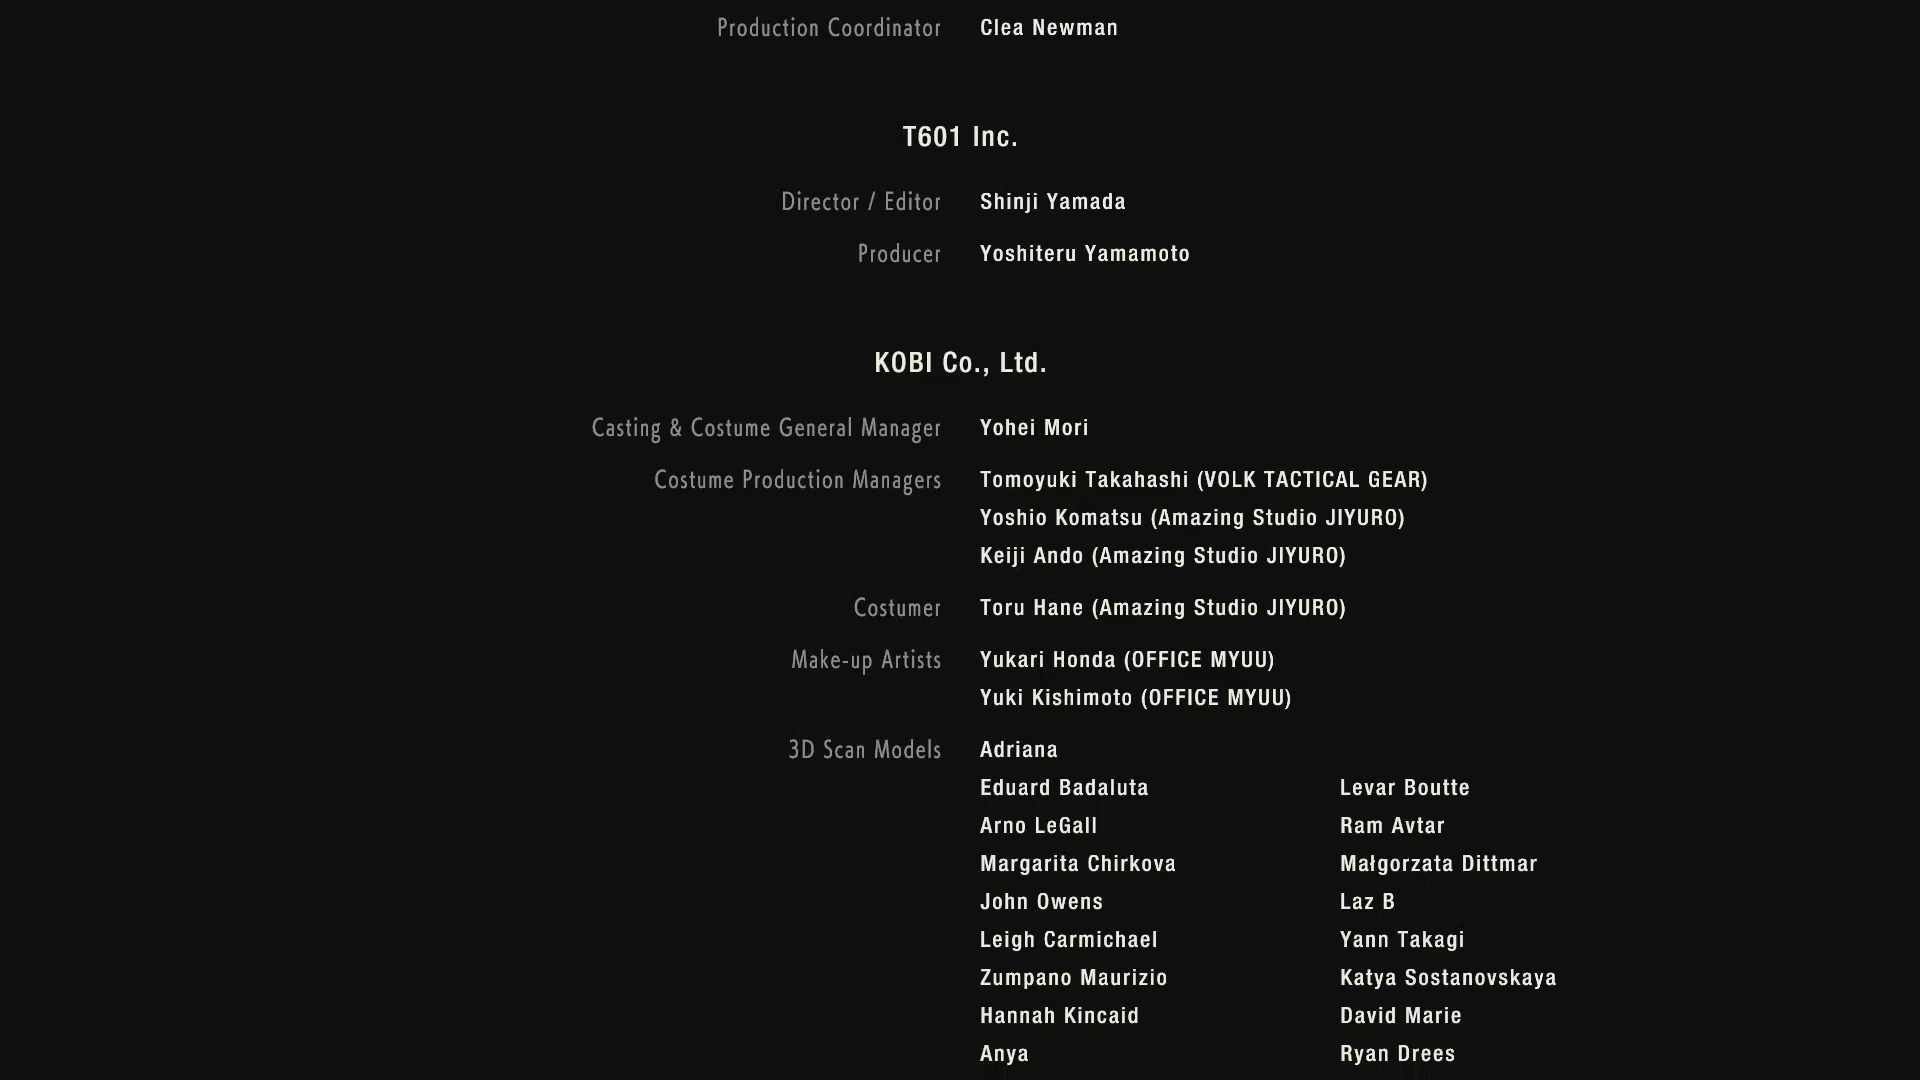 Production Coordinator Clea Newman
T601 Inc.
Director / Editor Shinji Yamada
Producer Yoshiteru Yamamoto
KOBI Co., Ltd.
Casting & Costume General Manager Yohei Mori
Costume Production Managers Tomoyuki Takahashi (VOLK TACTICAL GEAR)
Yoshio Komatsu (Amazing Studio JIYURO)
Keiji Ando (Amazing Studio JIYURO)
Costumer Toru Hane (Amazing Studio JIYURO)
Make-up Artists Yukari Honda (OFFICE MYUU)
Yuki Kishimoto (OFFICE MYUU)
3D Scan Models Adriana
Eduard Badaluta Levar Boutte
Arno LeGall Ram Avtar
Margarita Chirkova Małgorzata Dittmar
John Owens Laz B
Leigh Carmichael Yann Takagi
Zumpano Maurizio Katya Sostanovskaya
Hannah Kincaid David Marie
Anya Ryan Drees